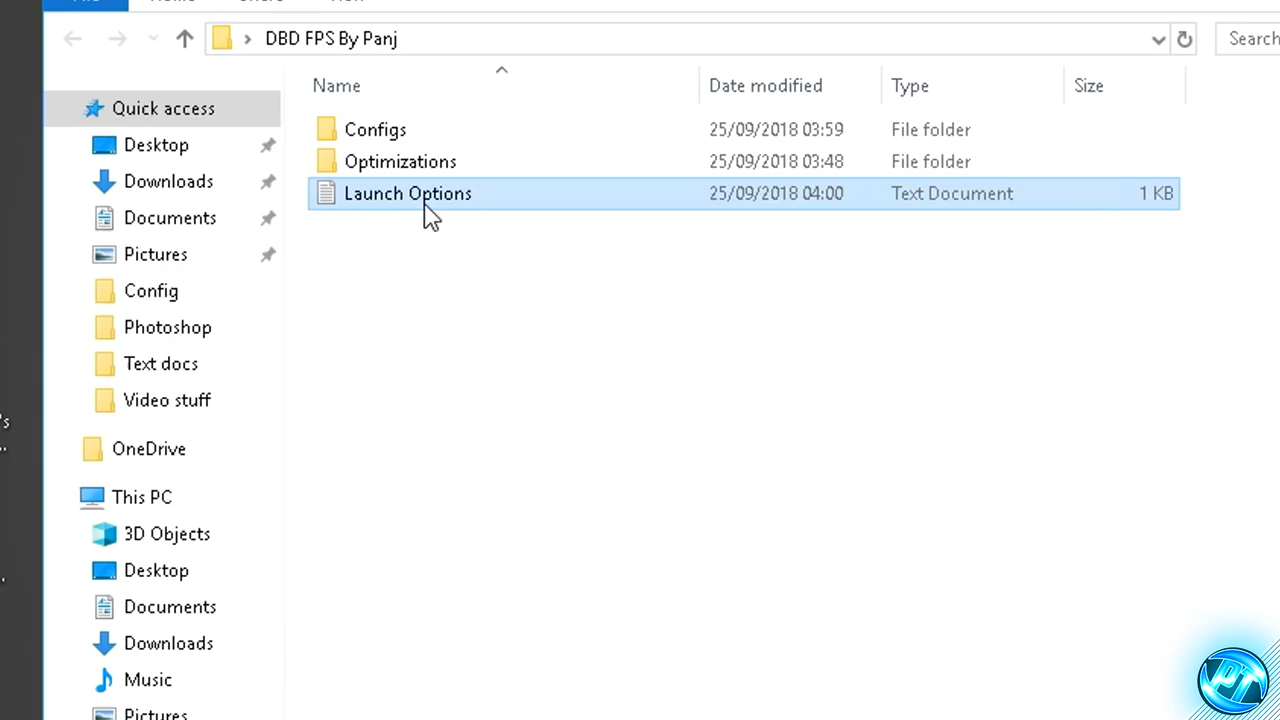 DBD FPS By Panj
Search
Name Date modified Type Size
Quick access
Configs 25/09/2018 03:59 File folder
Desktop
Optimizations 25/09/2018 03:48 File folder
Downloads
Launch Options 25/09/2018 04:00 Text Document 1 KB
Documents
Pictures
Config
Photoshop
Text docs
Video stuff
's
..
OneDrive
This PC
3D Objects
Desktop
Documents
Downloads
Music
Pictures
PT